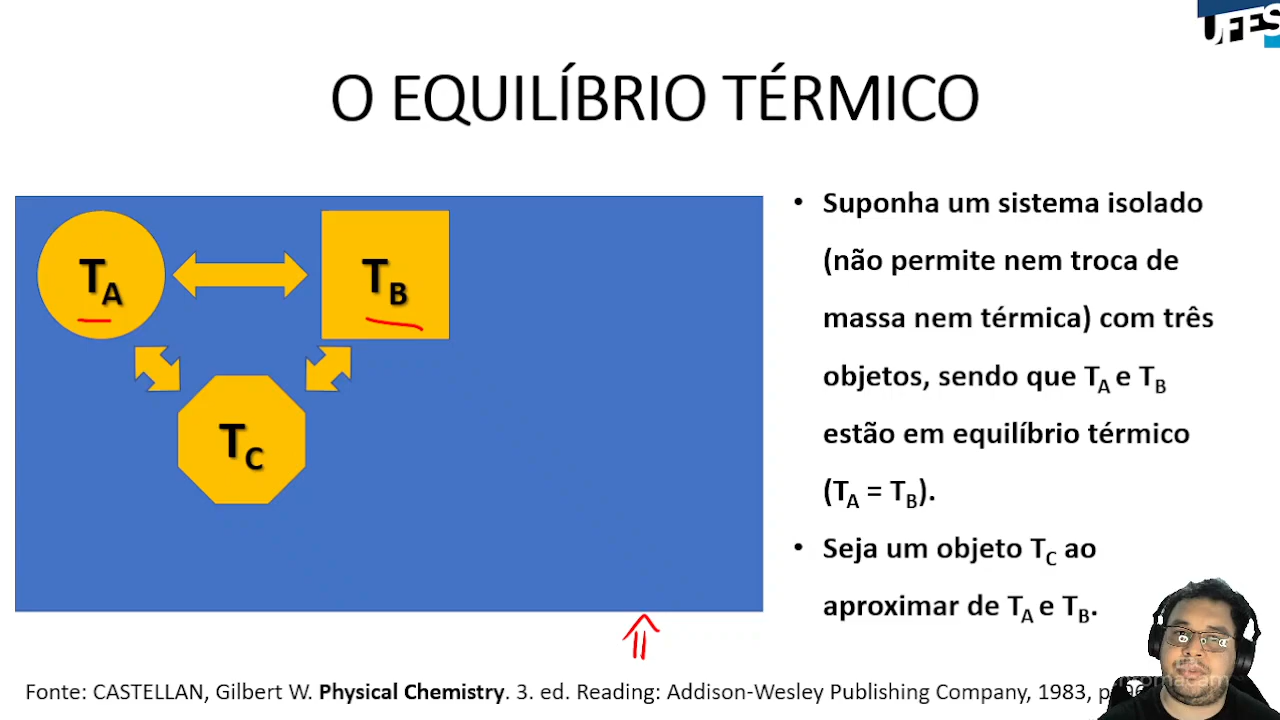 UFES
O EQUILÍBRIO TÉRMICO
T_A
T_B
T_C
• Suponha um sistema isolado
(não permite nem troca de
massa nem térmica) com três
objetos, sendo que T_A e T_B
estão em equilíbrio térmico
(T_A = T_B).
• Seja um objeto T_C ao
aproximar de T_A e T_B.
Fonte: CASTELLAN, Gilbert W. Physical Chemistry. 3. ed. Reading: Addison-Wesley Publishing Company, 1983,